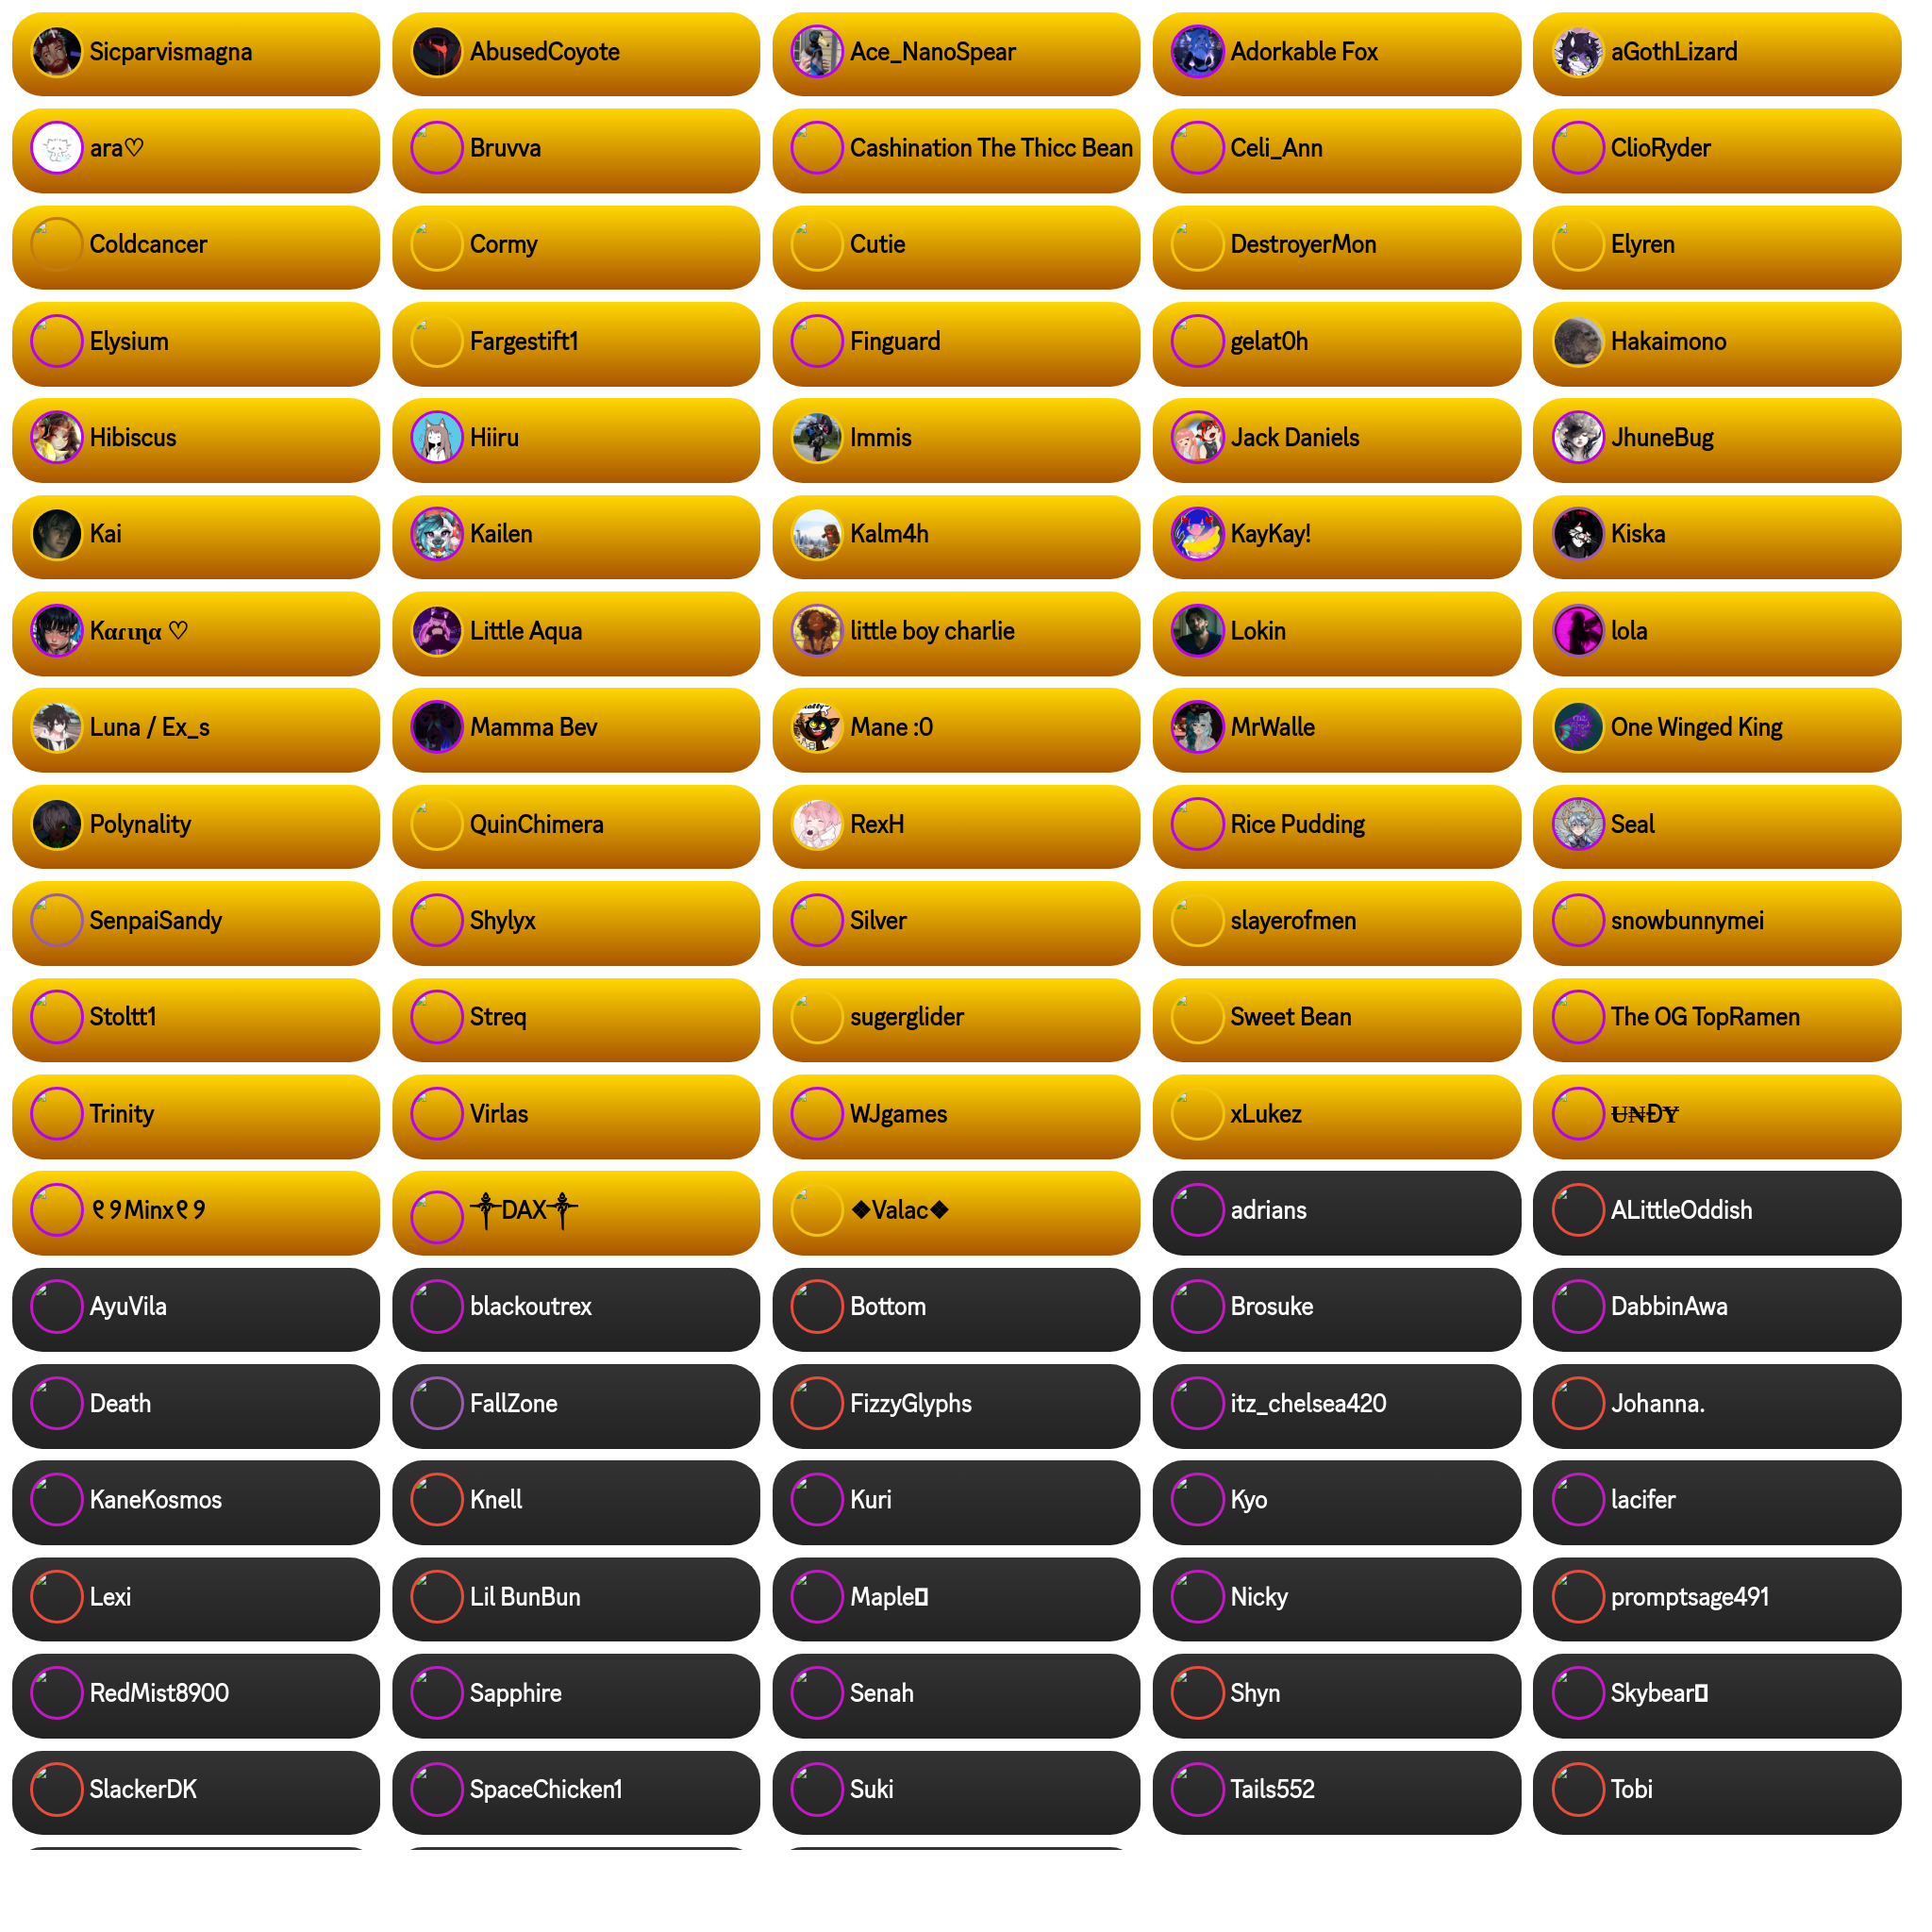 Sicparvismagna
AbusedCoyote
Ace_NanoSpear
Adorkable Fox
aGothLizard
ara♡
Bruvva
Cashination The Thicc Bean
Celi_Ann
ClioRyder
Coldcancer
Cormy
Cutie
DestroyerMon
Elyren
Elysium
Fargestift1
Finguard
gelat0h
Hakaimono
Hibiscus
Hiiru
Immis
Jack Daniels
JhuneBug
Kai
Kailen
Kalm4h
KayKay!
Kiska
Kαɾιɳα ♡
Little Aqua
little boy charlie
Lokin
lola
Luna / Ex_s
Mamma Bev
Mane :0
MrWalle
One Winged King
Polynality
QuinChimera
RexH
Rice Pudding
Seal
SenpaiSandy
Shylyx
Silver
slayerofmen
snowbunnymei
Stoltt1
Streq
sugerglider
Sweet Bean
The OG TopRamen
Trinity
Virlas
WJgames
xLukez
U̶₦ĐɎ
୧୨Minx୧୨
⸸DAX⸸
❖Valac❖
adrians
ALittleOddish
AyuVila
blackoutrex
Bottom
Brosuke
DabbinAwa
Death
FallZone
FizzyGlyphs
itz_chelsea420
Johanna.
KaneKosmos
Knell
Kuri
Kyo
lacifer
Lexi
Lil BunBun
Maple
Nicky
promptsage491
RedMist8900
Sapphire
Senah
Shyn
Skybear
SlackerDK
SpaceChicken1
Suki
Tails552
Tobi